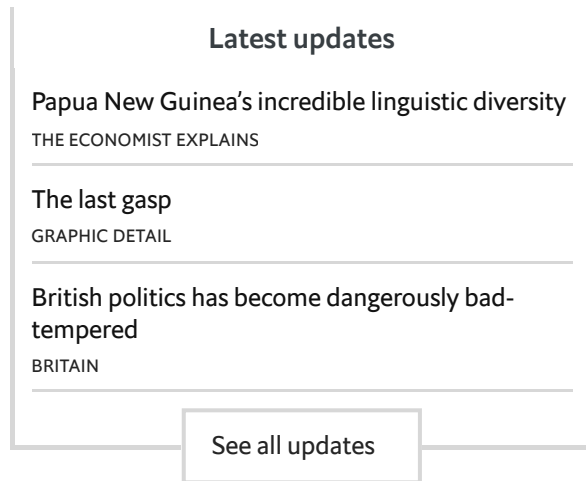 Latest updates
Papua New Guinea’s incredible linguistic diversity
THE ECONOMIST EXPLAINS
The last gasp
GRAPHIC DETAIL
British politics has become dangerously bad-
tempered
BRITAIN
See all updates